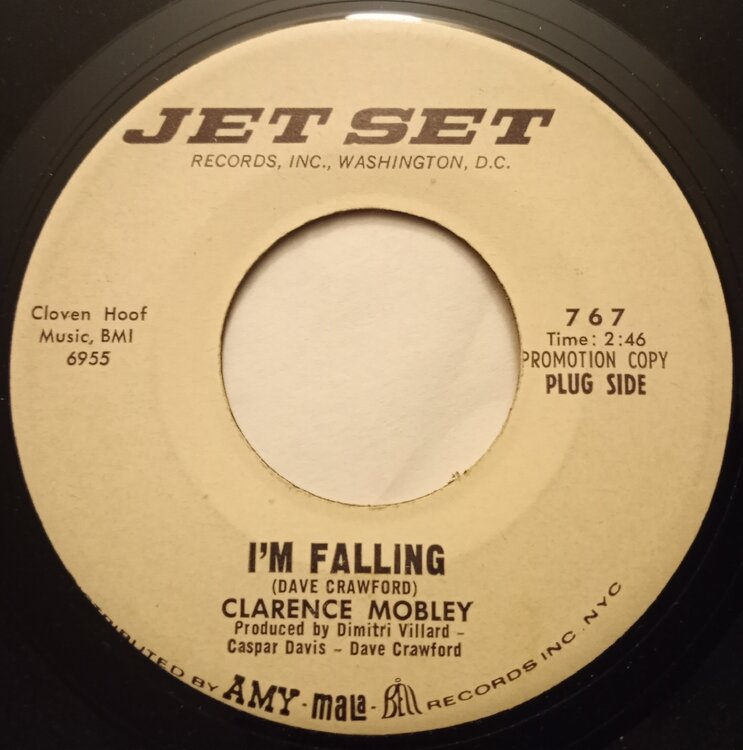 JET SET
RECORDS, INC., WASHINGTON, D.C.
Cloven Hoof
Music, BMI
6955
767
Time: 2:46
PROMOTION COPY
PLUG SIDE
I'M FALLING
(DAVE CRAWFORD)
CLARENCE MOBLEY
Produced by Dimitri Villard –
Caspar Davis – Dave Crawford
BY AMY - mala - BELL RECORDS INC. NYC